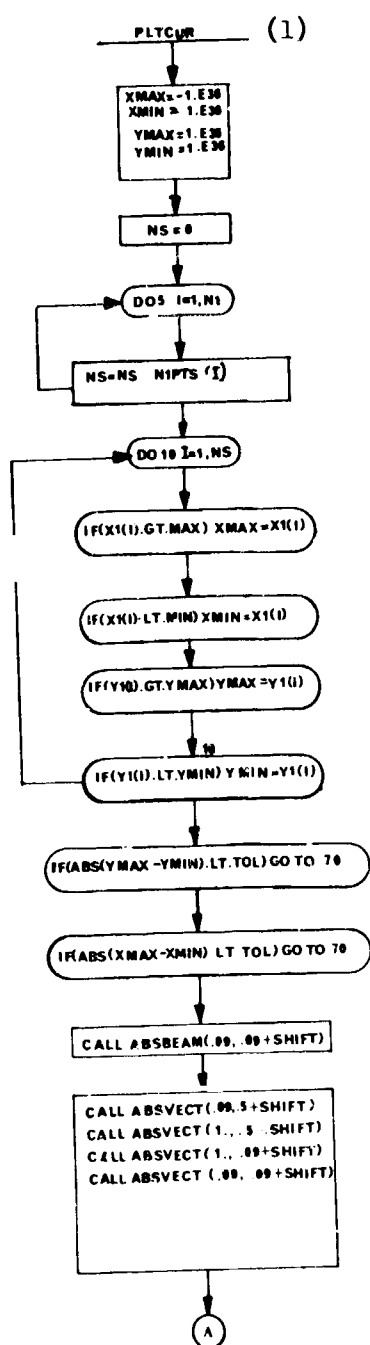 PLTCUR (1)
XMAX=-1.E36
XMIN = 1.E36
YMAX=1.E36
YMIN=1.E36
NS=0
DO5 I=1,N1
NS=NS N1PTS (I)
DO 10 I=1,NS
IF(X1(I).GT.MAX) XMAX=X1(I)
IF(X1(I)-LT.MIN) XMIN=X1(I)
IF(Y1(I).GT.YMAX)YMAX=Y1(I)
10
IF(Y1(I).LT.YMIN) Y MIN=Y1(I)
IF(ABS(YMAX -YMIN).LT.TOL) GO TO 70
IF(ABS(XMAX-XMIN) LT TOL) GO TO 70
CALL ABSBEAM(.09, .09+SHIFT)
CALL ABSVECT(.09,.5+SHIFT)
CALL ABSVECT(1., .5 .SHIFT)
CALL ABSVECT(1., .09+SHIFT)
CALL ABSVECT (.09, .09+SHIFT)
A